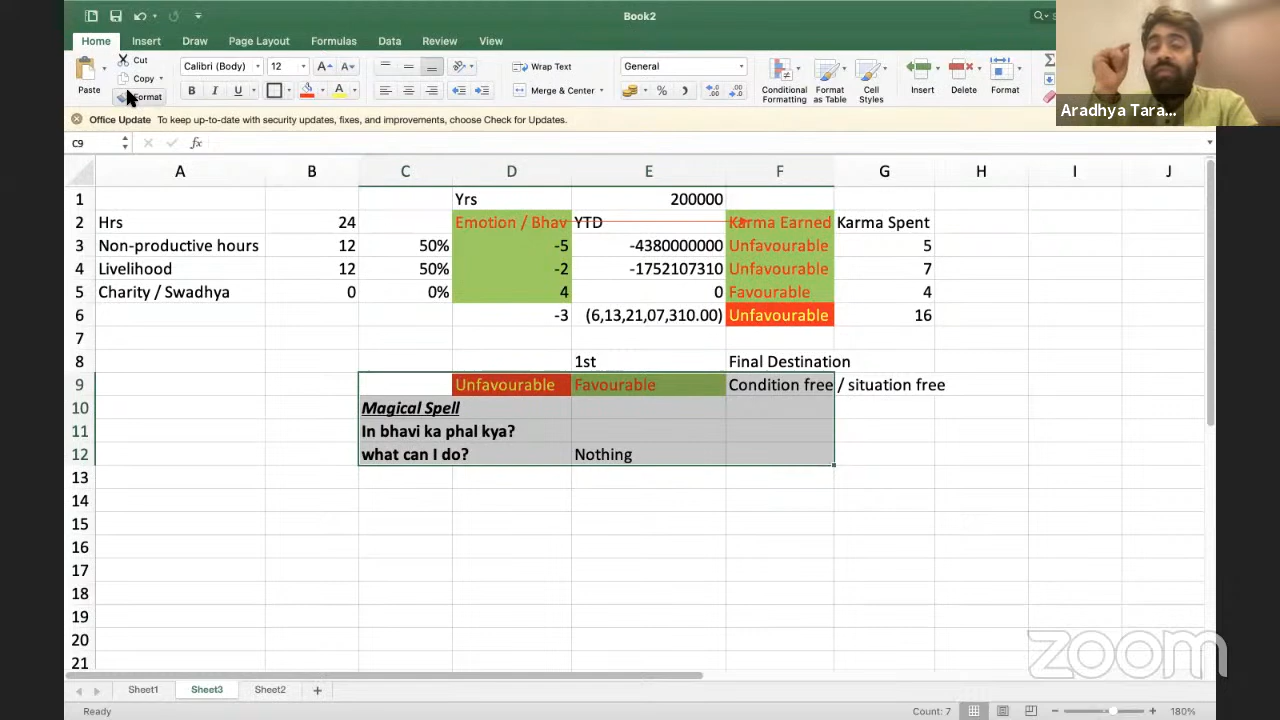 Book2
Home Insert Draw Page Layout Formulas Data Review View
Paste Cut Calibri (Body) 12 Wrap Text General Conditional Formatting Format as Table Cell Styles Insert Delete Format
Copy
Format
B I U Merge & Center
Aradhya Tara...
Office Update To keep up-to-date with security updates, fixes, and improvements, choose Check for Updates.
C9 fx
A B C D E F G H I J
1 Yrs 200000
2 Hrs 24 Emotion / Bhav YTD Karma Earned Karma Spent
3 Non-productive hours 12 50% -5 -4380000000 Unfavourable 5
4 Livelihood 12 50% -2 -1752107310 Unfavourable 7
5 Charity / Swadhya 0 0% 4 0 Favourable 4
6 -3 (6,13,21,07,310.00) Unfavourable 16
7
8 1st Final Destination
9 Unfavourable Favourable Condition free / situation free
10 Magical Spell
11 In bhavi ka phal kya?
12 what can I do? Nothing
13
14
15
16
17
18
19
20
21
zoom
Sheet1 Sheet3 Sheet2 +
Ready Count: 7 180%